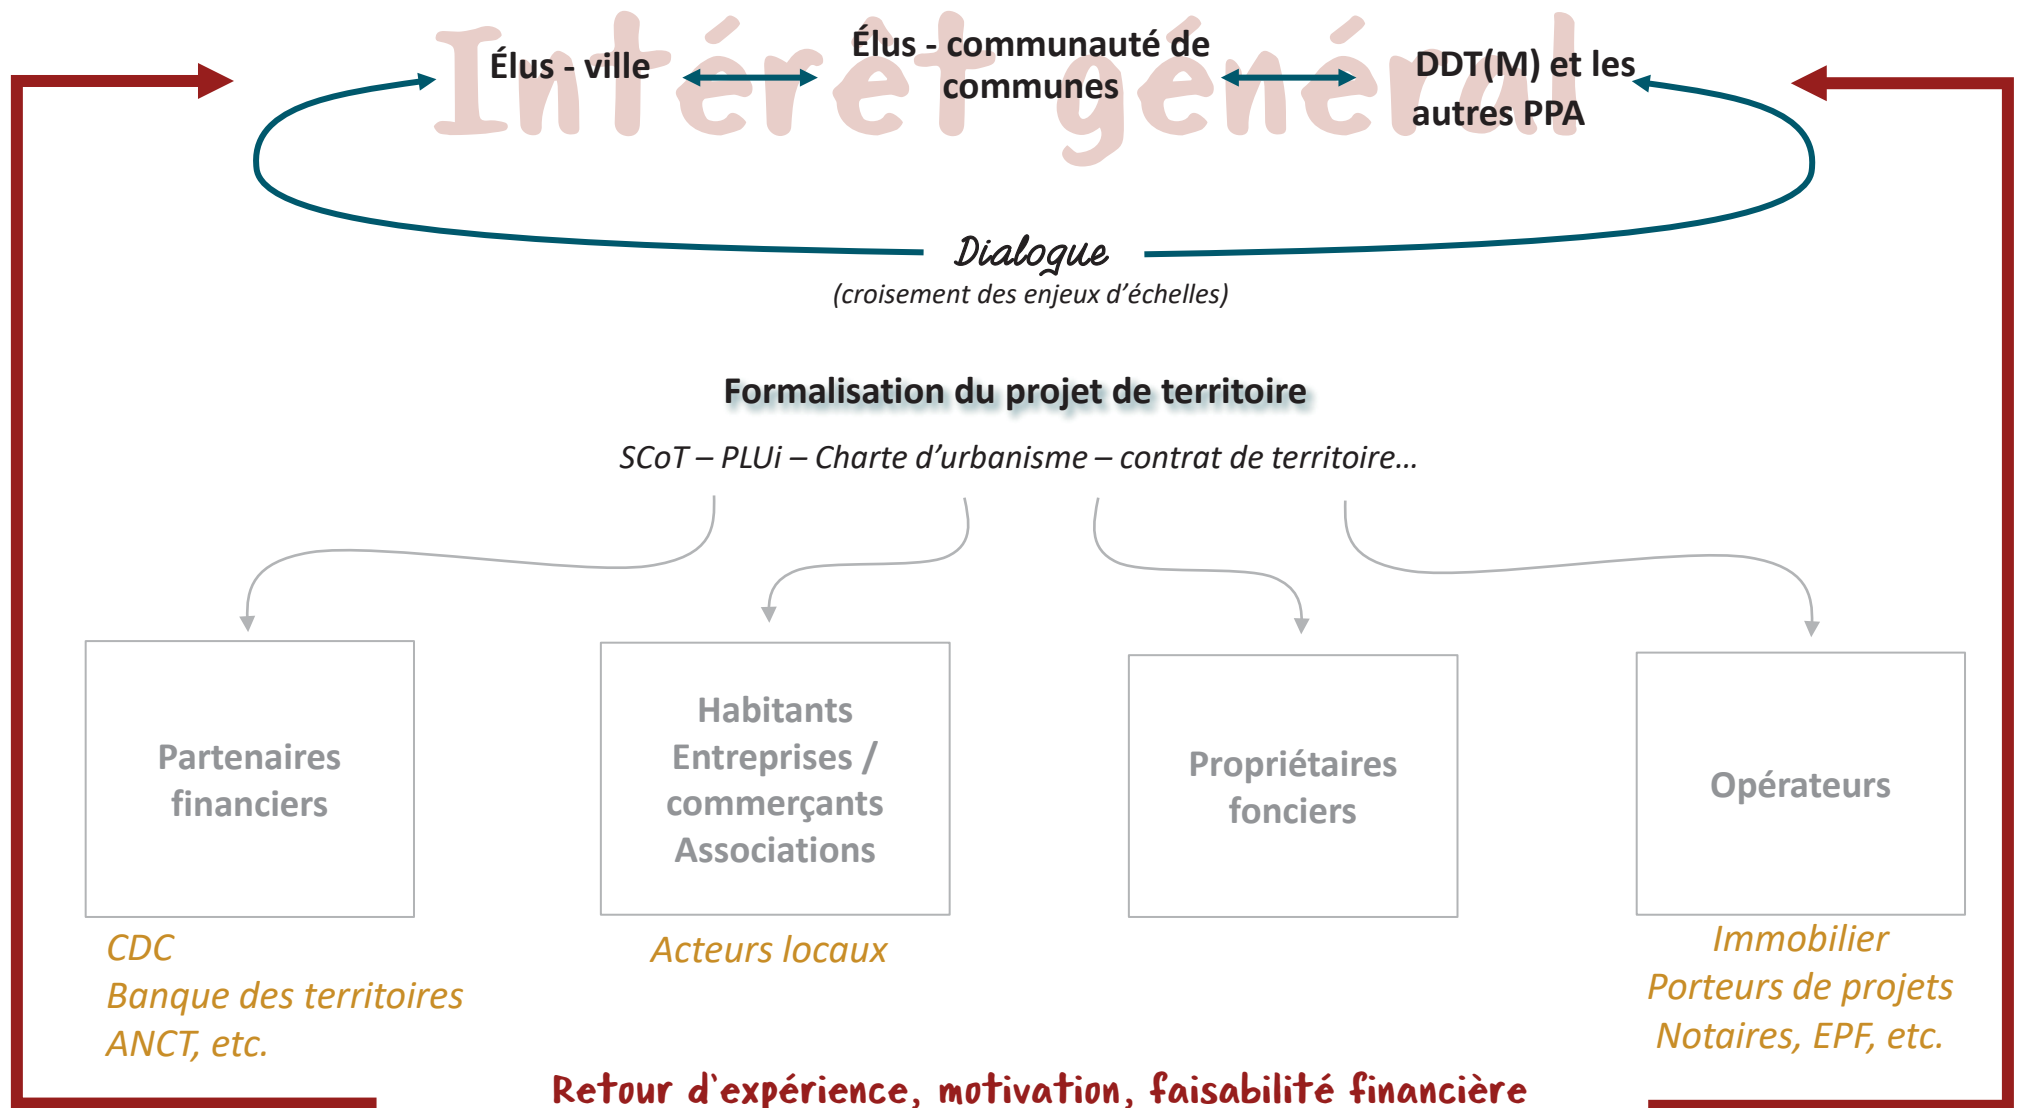 Intérêt général
Élus - ville
Élus - communauté de
communes
DDT(M) et les
autres PPA
Dialogue
(croisement des enjeux d’échelles)
Formalisation du projet de territoire
SCoT – PLUi – Charte d’urbanisme – contrat de territoire…
Partenaires
financiers
Habitants
Entreprises /
commerçants
Associations
Propriétaires
fonciers
Opérateurs
CDC
Banque des territoires
ANCT, etc.
Acteurs locaux
Immobilier
Porteurs de projets
Notaires, EPF, etc.
Retour d'expérience, motivation, faisabilité financière